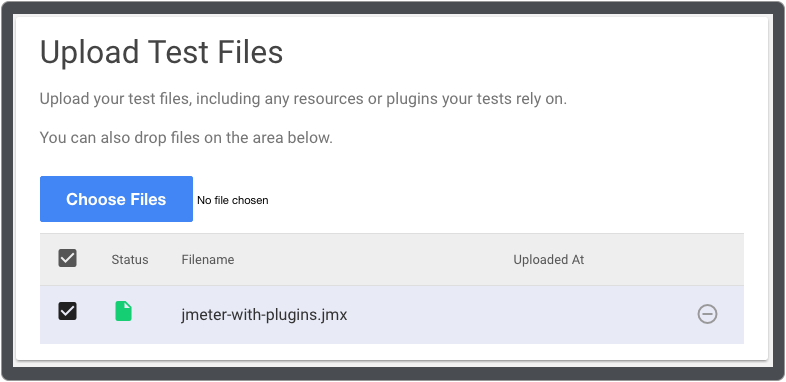 Upload Test Files
Upload your test files, including any resources or plugins your tests rely on.
You can also drop files on the area below.
Choose Files No file chosen
Status Filename Uploaded At
jmeter-with-plugins.jmx